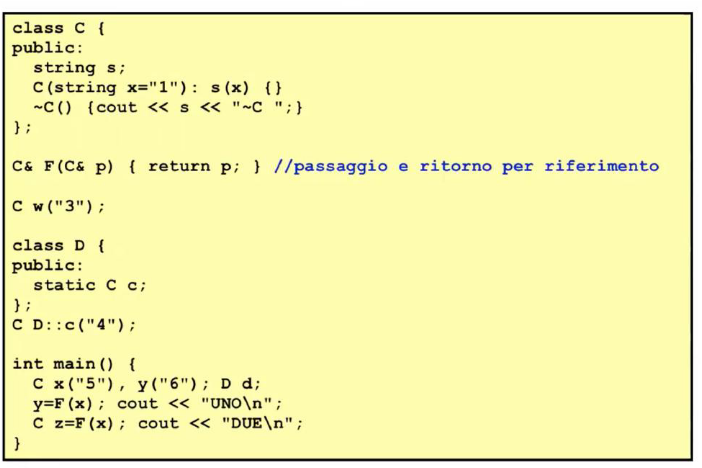 class C {
public:
  string s;
  C(string x="1"): s(x) {}
  ~C() {cout << s << "~C ";}
};
C& F(C& p) { return p; } //passaggio e ritorno per riferimento
C w("3");
class D {
public:
  static C c;
};
C D::c("4");
int main() {
  C x("5"), y("6"); D d;
  y=F(x); cout << "UNO\n";
  C z=F(x); cout << "DUE\n";
}